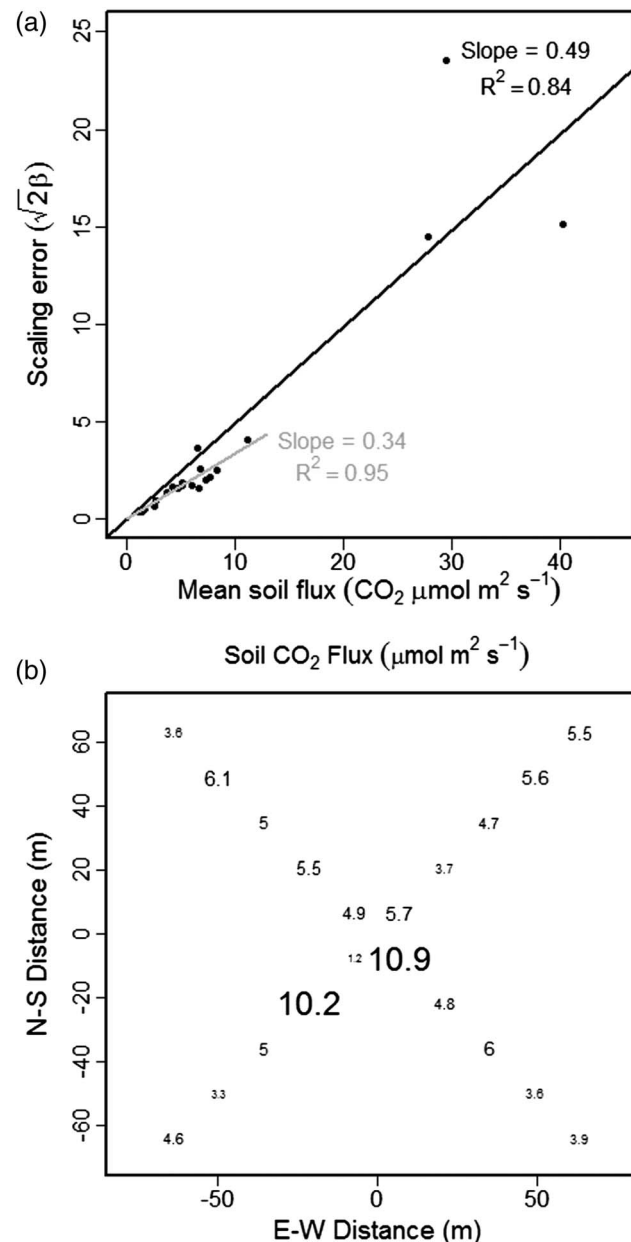 (a)
Slope = 0.49
R² = 0.84
25
20
15
10
5
0
Scaling error (√2β)
Slope = 0.34
R² = 0.95
0 10 20 30 40
Mean soil flux (CO₂ μmol m² s⁻¹)
(b)
Soil CO₂ Flux (μmol m² s⁻¹)
N-S Distance (m)
60
40
20
0
-20
-40
-60
3.6 5.5
6.1 5.6
5 4.7
5.5 3.7
4.9 5.7
1.2 10.9
10.2 4.8
5 6
3.3 3.6
4.6 3.9
-50 0 50
E-W Distance (m)